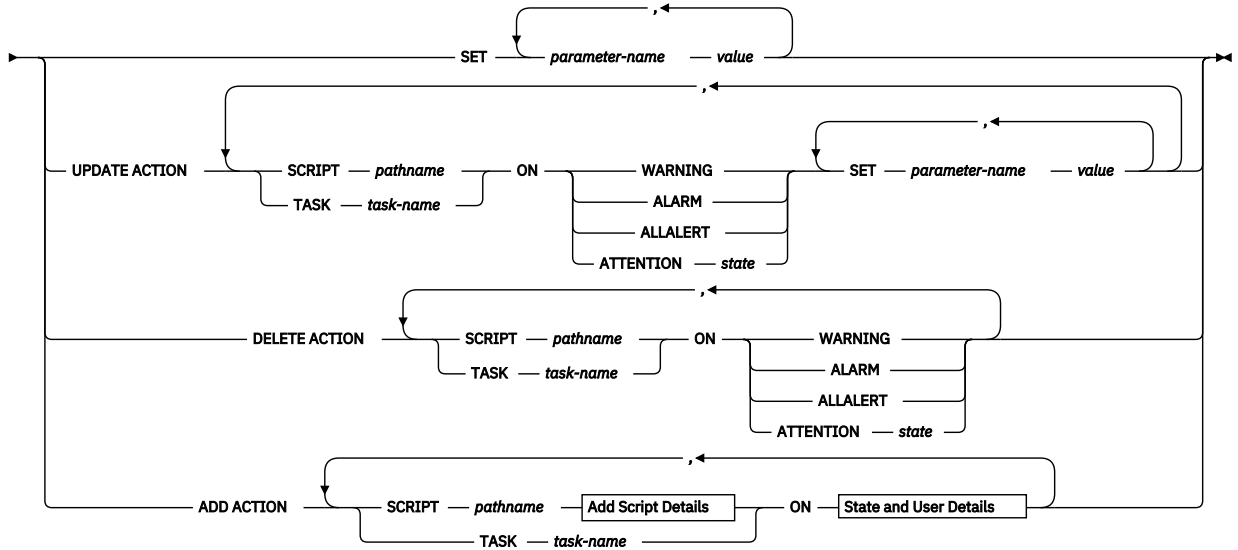 ,
SET parameter-name value
,
,
UPDATE ACTION SCRIPT pathname ON WARNING SET parameter-name value
TASK task-name ALARM
ALLALERT
ATTENTION state
,
DELETE ACTION SCRIPT pathname ON WARNING
TASK task-name ALARM
ALLALERT
ATTENTION state
,
ADD ACTION SCRIPT pathname Add Script Details ON State and User Details
TASK task-name